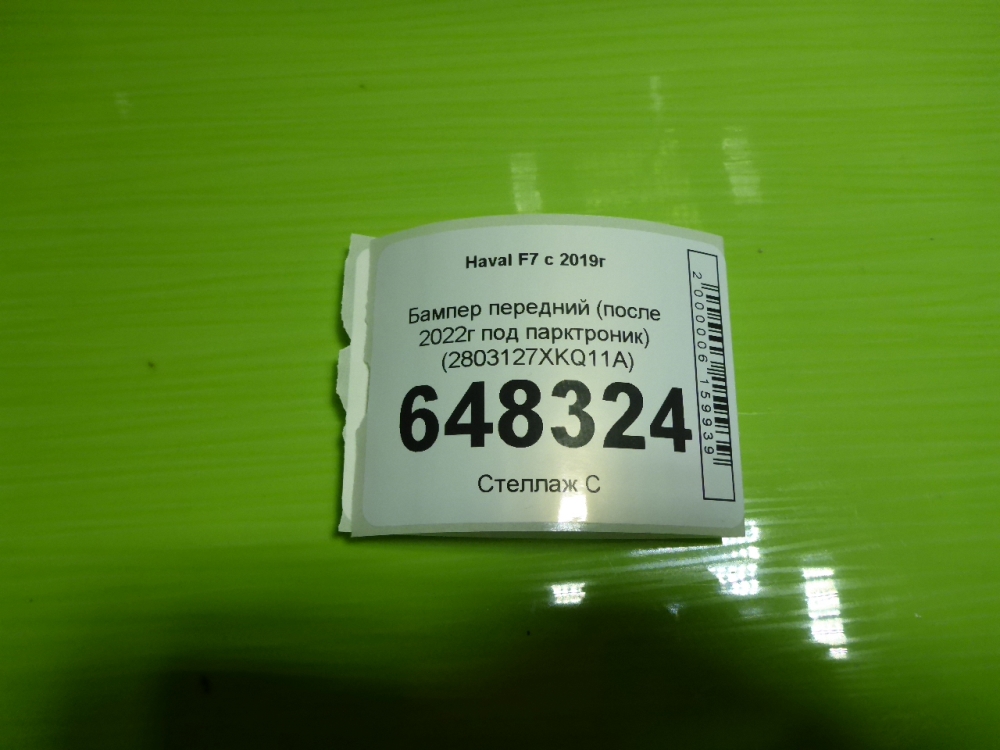 Haval F7 с 2019г
Бампер передний (после
2022г под парктроник)
(2803127XKQ11A)
648324
Стеллаж С
2000006159939